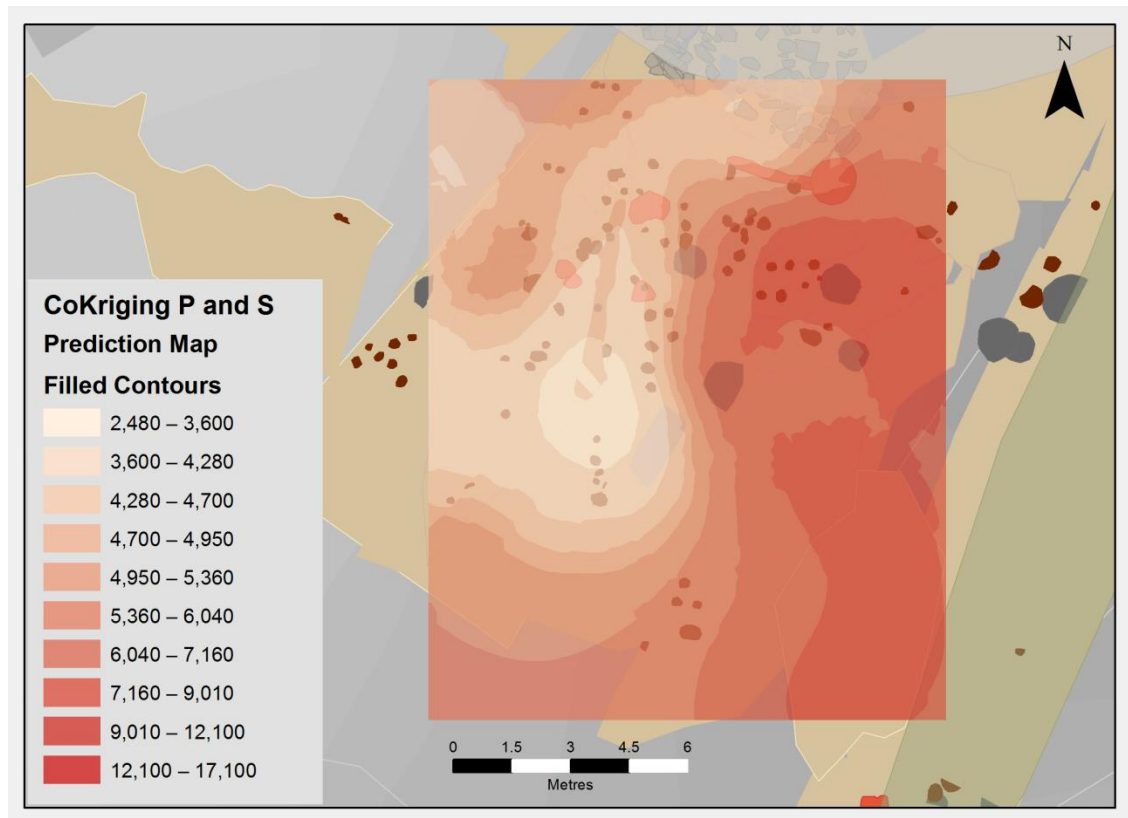 N
CoKriging P and S
Prediction Map
Filled Contours
2,480 – 3,600
3,600 – 4,280
4,280 – 4,700
4,700 – 4,950
4,950 – 5,360
5,360 – 6,040
6,040 – 7,160
7,160 – 9,010
9,010 – 12,100
12,100 – 17,100
0 1.5 3 4.5 6
Metres